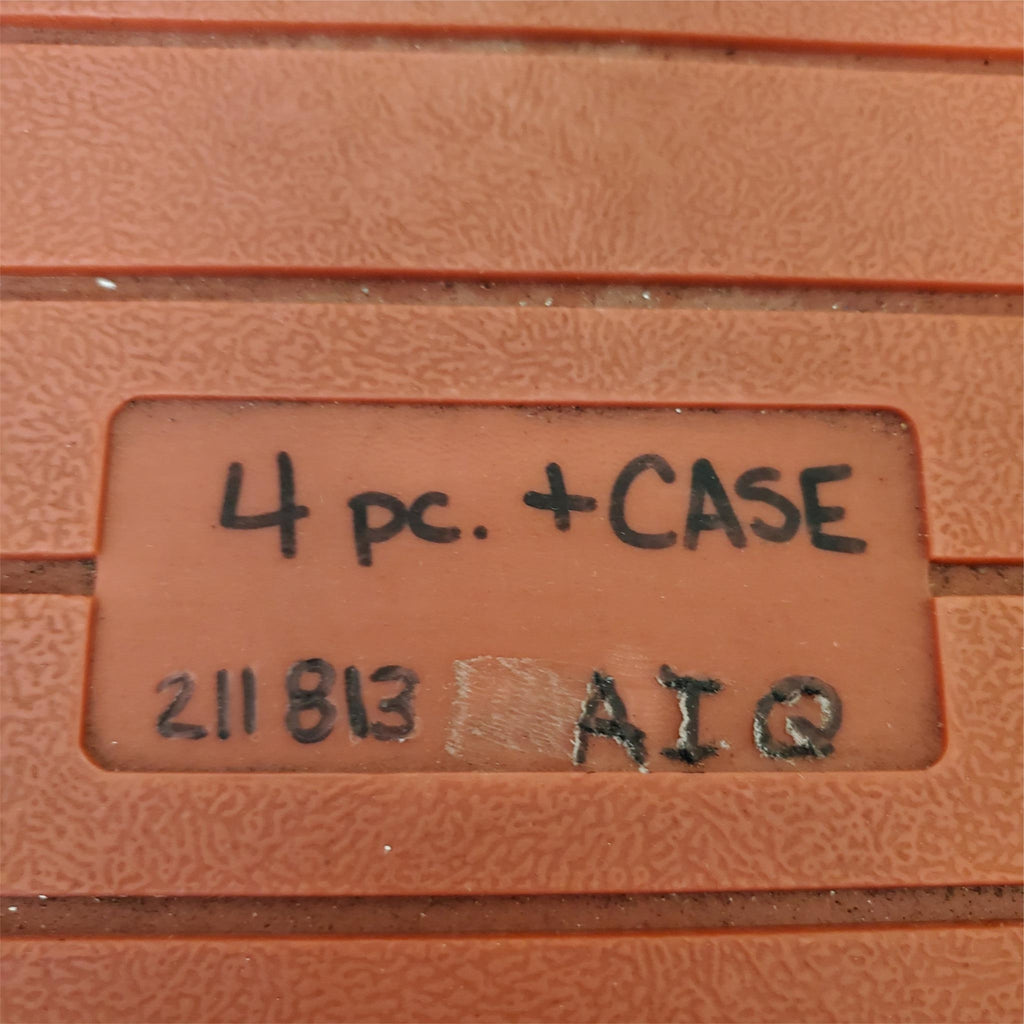 4 pc. + CASE
211813 AIQ